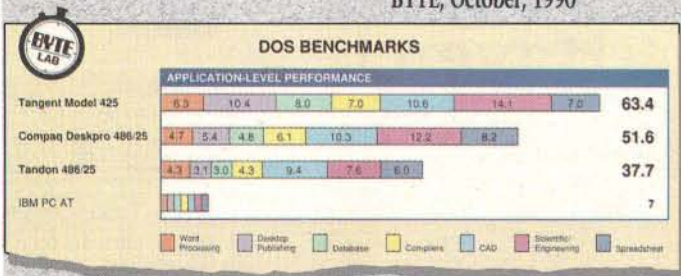 BYTE, October, 1990
BYTE
LAB
DOS BENCHMARKS
APPLICATION-LEVEL PERFORMANCE
Tangent Model 425 6.3 10.4 8.0 7.0 10.6 14.1 7.0 63.4
Compaq Deskpro 486/25 4.7 5.4 4.8 6.1 10.3 12.2 8.2 51.6
Tandon 486/25 4.3 3.1 3.0 4.3 9.4 7.6 6.0 37.7
IBM PC AT 7
Word Processing Desktop Publishing Database Compilers CAD Scientific/ Engineering Spreadsheet